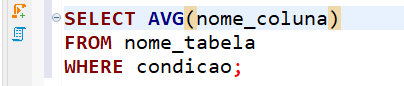 SELECT AVG(nome_coluna)
FROM nome_tabela
WHERE condicao;